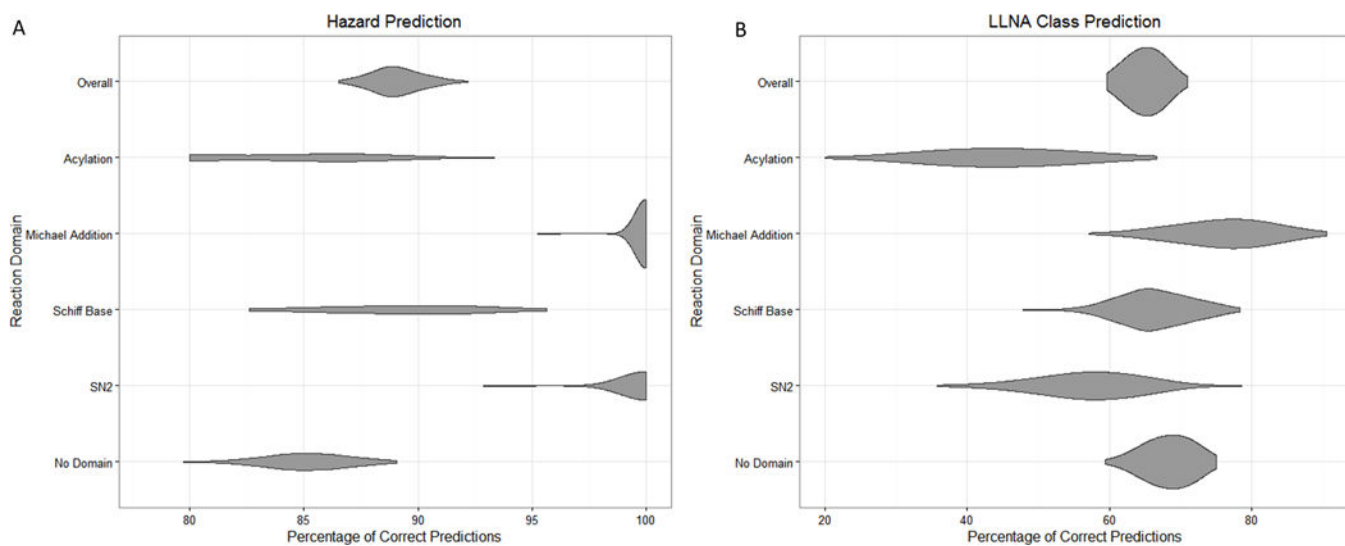 A
Hazard Prediction
Reaction Domain
Overall
Acylation
Michael Addition
Schiff Base
SN2
No Domain
80 85 90 95 100
Percentage of Correct Predictions
B
LLNA Class Prediction
Reaction Domain
Overall
Acylation
Michael Addition
Schiff Base
SN2
No Domain
20 40 60 80
Percentage of Correct Predictions